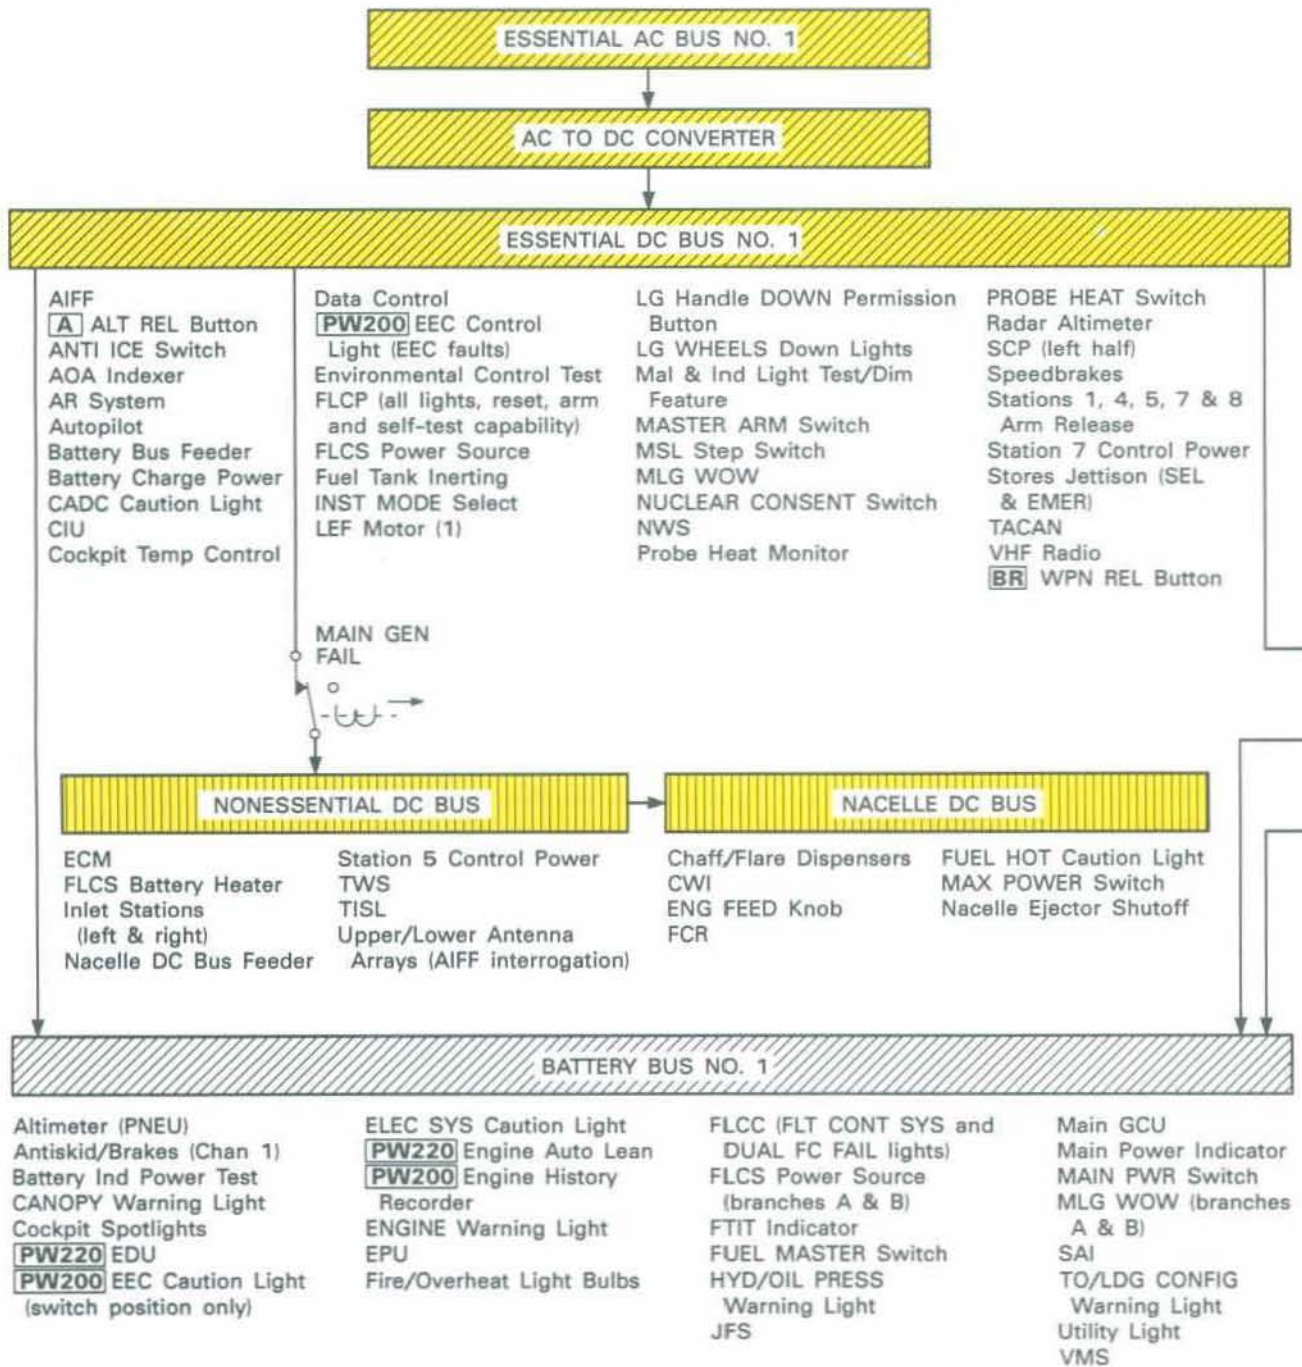 ESSENTIAL AC BUS NO. 1
AC TO DC CONVERTER
ESSENTIAL DC BUS NO. 1
AIFF
A ALT REL Button
ANTI ICE Switch
AOA Indexer
AR System
Autopilot
Battery Bus Feeder
Battery Charge Power
CADC Caution Light
CIU
Cockpit Temp Control
Data Control
PW200 EEC Control
Light (EEC faults)
Environmental Control Test
FLCP (all lights, reset, arm
and self-test capability)
FLCS Power Source
Fuel Tank Inerting
INST MODE Select
LEF Motor (1)
LG Handle DOWN Permission
Button
LG WHEELS Down Lights
Mal & Ind Light Test/Dim
Feature
MASTER ARM Switch
MSL Step Switch
MLG WOW
NUCLEAR CONSENT Switch
NWS
Probe Heat Monitor
PROBE HEAT Switch
Radar Altimeter
SCP (left half)
Speedbrakes
Stations 1, 4, 5, 7 & 8
Arm Release
Station 7 Control Power
Stores Jettison (SEL
& EMER)
TACAN
VHF Radio
BR WPN REL Button
MAIN GEN
FAIL
NONESSENTIAL DC BUS
ECM
FLCS Battery Heater
Inlet Stations
(left & right)
Nacelle DC Bus Feeder
Station 5 Control Power
TWS
TISL
Upper/Lower Antenna
Arrays (AIFF interrogation)
NACELLE DC BUS
Chaff/Flare Dispensers
CWI
ENG FEED Knob
FCR
FUEL HOT Caution Light
MAX POWER Switch
Nacelle Ejector Shutoff
BATTERY BUS NO. 1
Altimeter (PNEU)
Antiskid/Brakes (Chan 1)
Battery Ind Power Test
CANOPY Warning Light
Cockpit Spotlights
PW220 EDU
PW200 EEC Caution Light
(switch position only)
ELEC SYS Caution Light
PW220 Engine Auto Lean
PW200 Engine History
Recorder
ENGINE Warning Light
EPU
Fire/Overheat Light Bulbs
FLCC (FLT CONT SYS and
DUAL FC FAIL lights)
FLCS Power Source
(branches A & B)
FTIT Indicator
FUEL MASTER Switch
HYD/OIL PRESS
Warning Light
JFS
Main GCU
Main Power Indicator
MAIN PWR Switch
MLG WOW (branches
A & B)
SAI
TO/LDG CONFIG
Warning Light
Utility Light
VMS